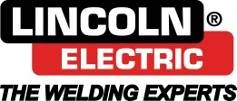 LINCOLN ®
ELECTRIC
THE WELDING EXPERTS